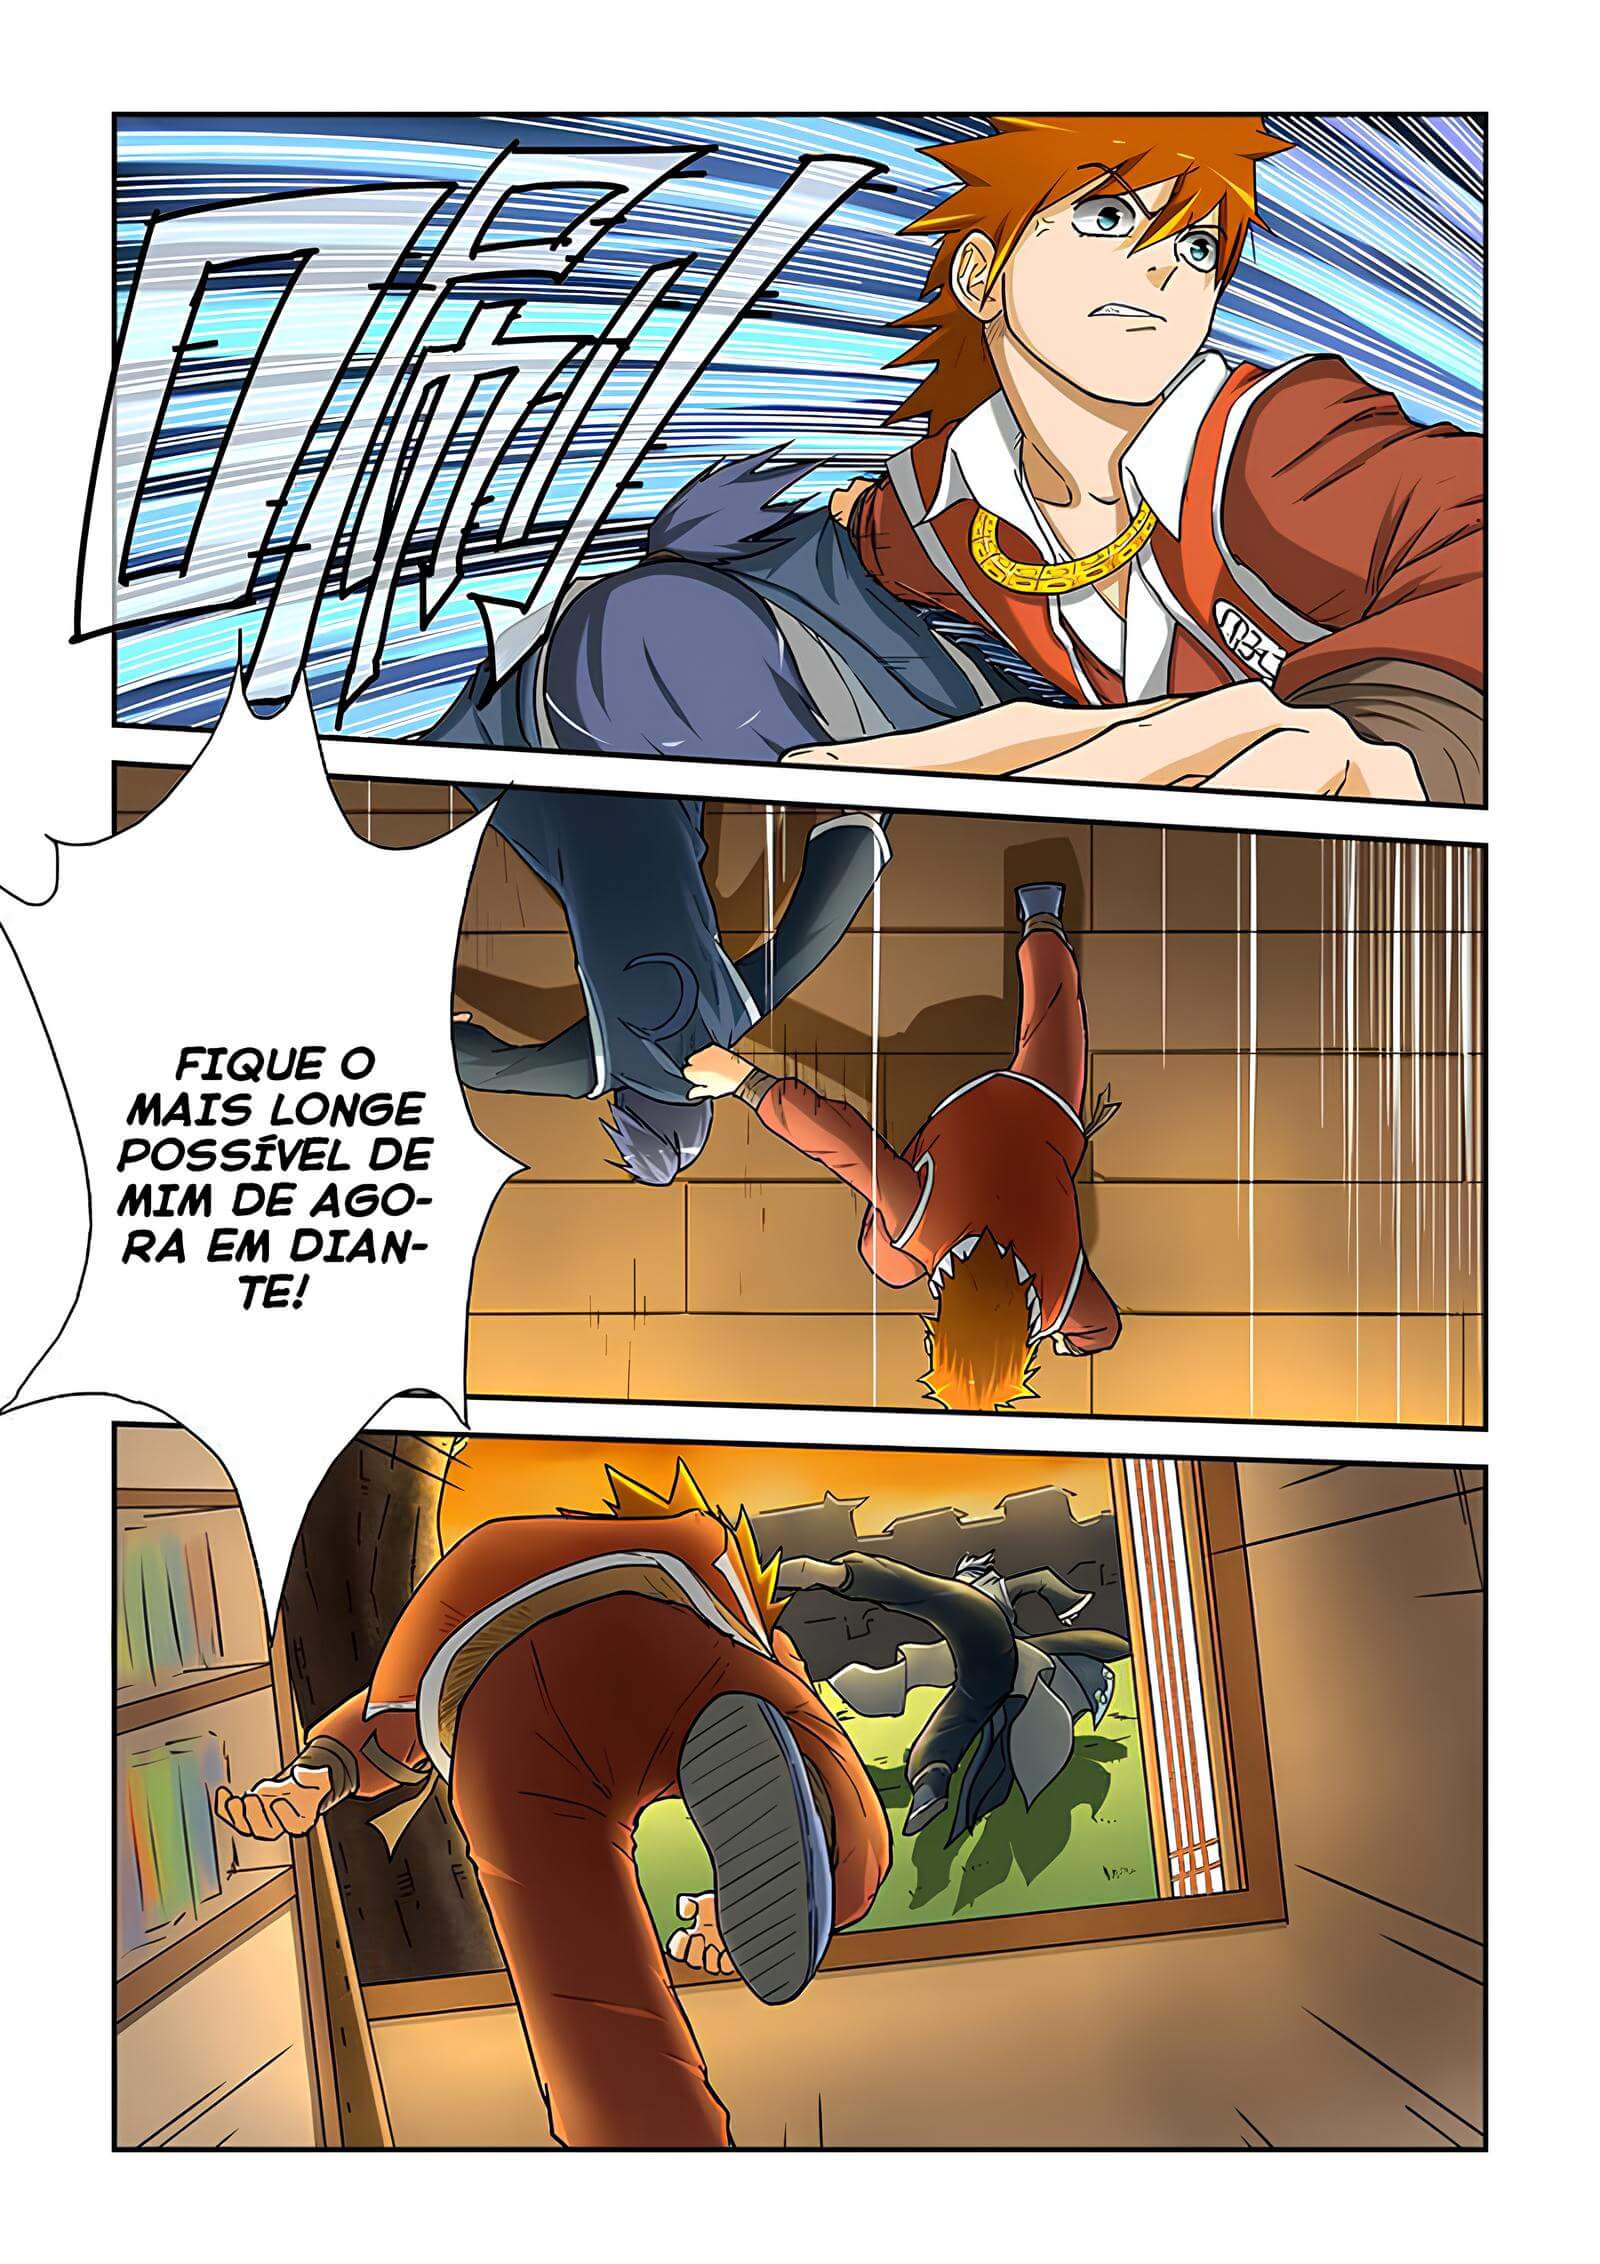 FIQUE O
MAIS LONGE
POSSÍVEL DE
MIM DE AGO-
RA EM DIAN-
TE!